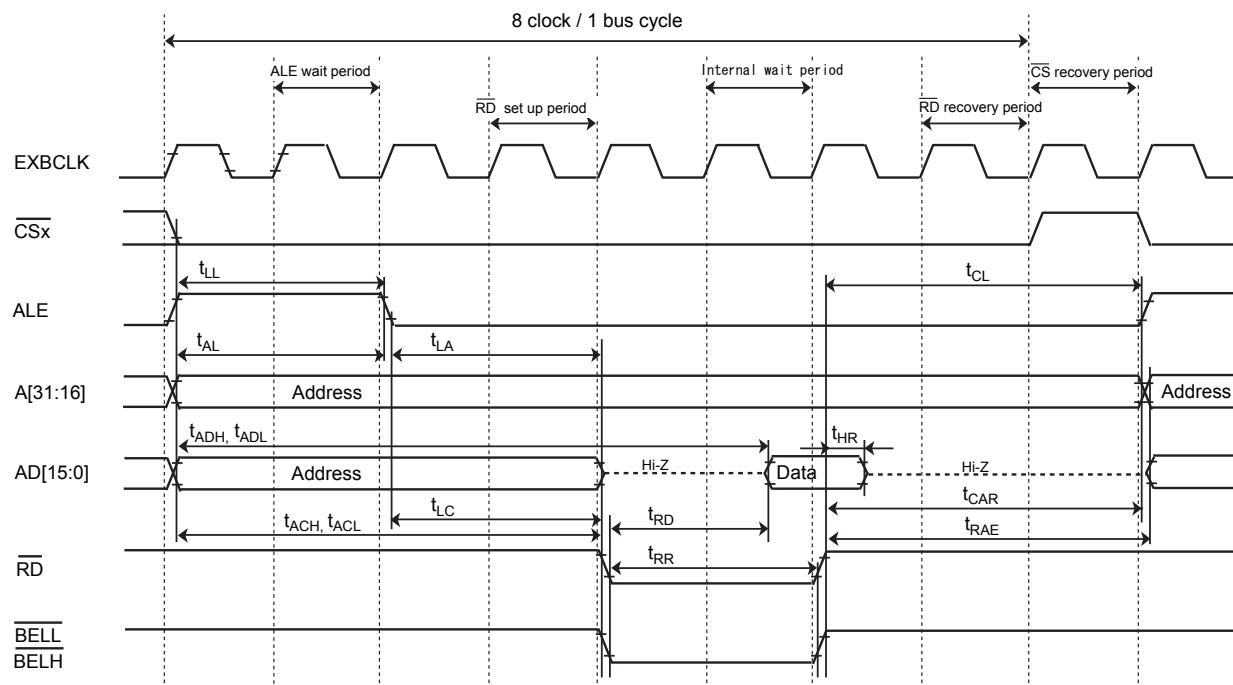 8 clock / 1 bus cycle
ALE wait period
Internal wait period
CS recovery period
RD set up period
RD recovery period
EXBCLK
CSx
tLL
tCL
ALE
tAL
tLA
A[31:16]
Address
Address
tADH, tADL
tHR
AD[15:0]
Address
Hi-Z
Data
Hi-Z
tLC
tCAR
tACH, tACL
tRD
tRAE
tRR
RD
BELL
BELH